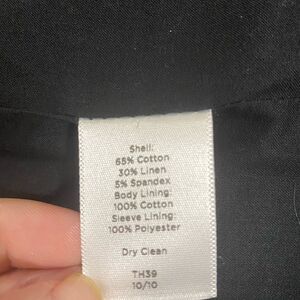 Shell:
65% Cotton
30% Linen
5% Spandex
Body Lining:
100% Cotton
Sleeve Lining:
100% Polyester
Dry Clean
TH39
10/10